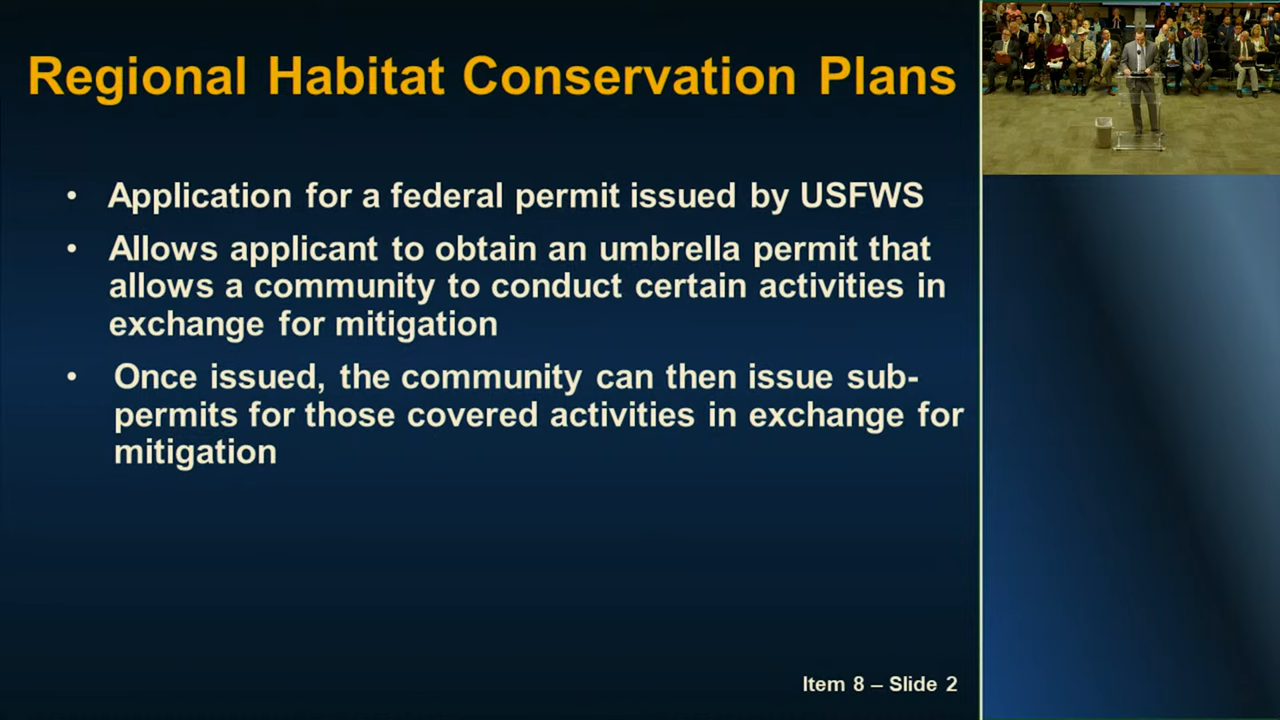 Regional Habitat Conservation Plans
• Application for a federal permit issued by USFWS
• Allows applicant to obtain an umbrella permit that
allows a community to conduct certain activities in
exchange for mitigation
• Once issued, the community can then issue sub-
permits for those covered activities in exchange for
mitigation
Item 8 – Slide 2